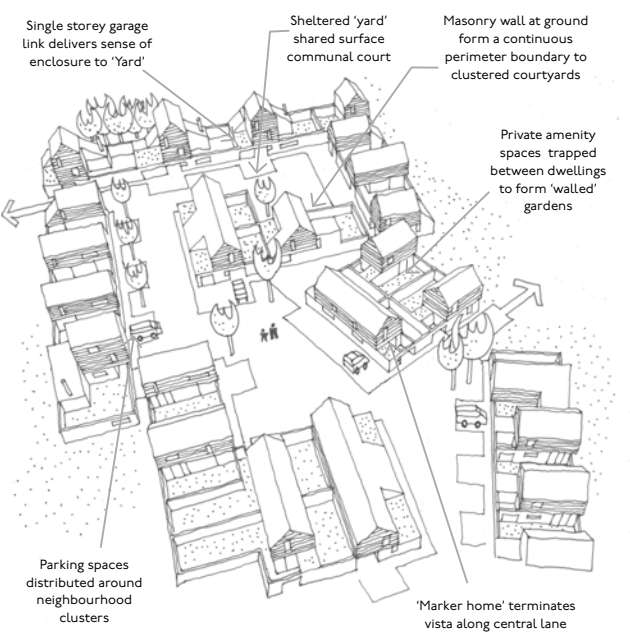 Single storey garage
link delivers sense of
enclosure to ‘Yard’
Sheltered ‘yard’
shared surface
communal court
Masonry wall at ground
form a continuous
perimeter boundary to
clustered courtyards
Private amenity
spaces trapped
between dwellings
to form ‘walled’
gardens
Parking spaces
distributed around
neighbourhood
clusters
‘Marker home’ terminates
vista along central lane